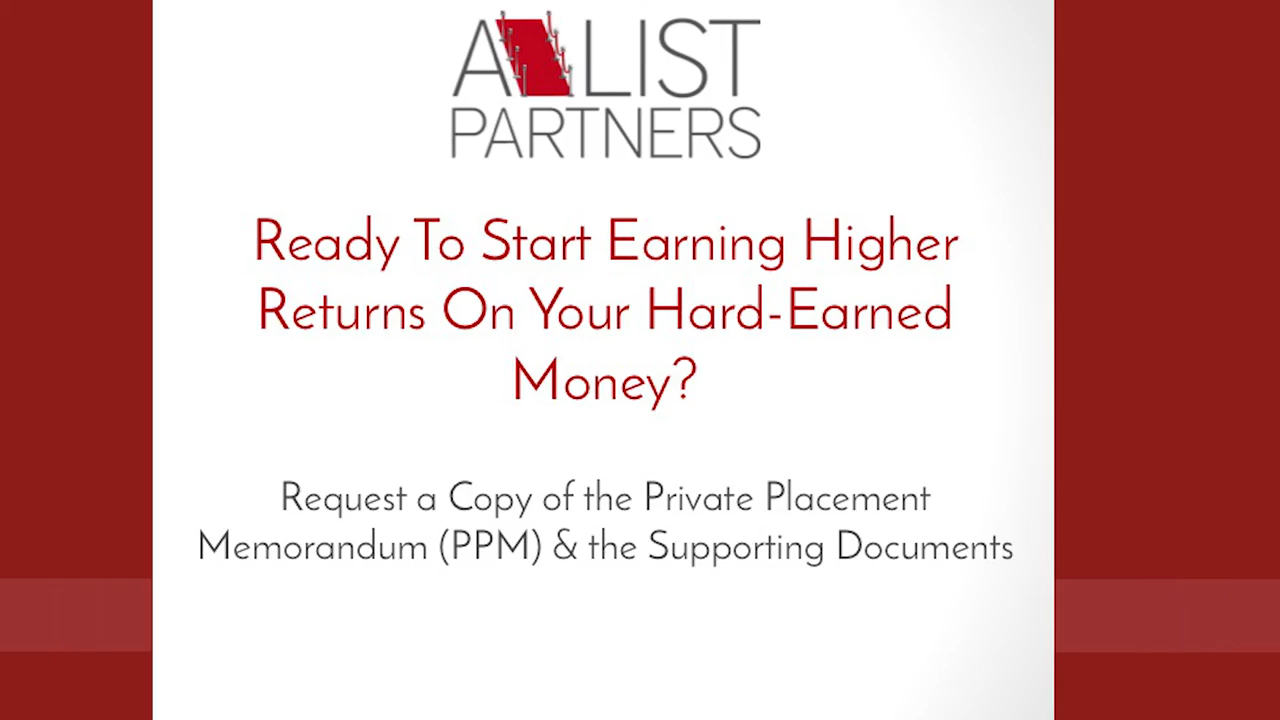 A LIST
PARTNERS
Ready To Start Earning Higher
Returns On Your Hard-Earned
Money?
Request a Copy of the Private Placement
Memorandum (PPM) & the Supporting Documents